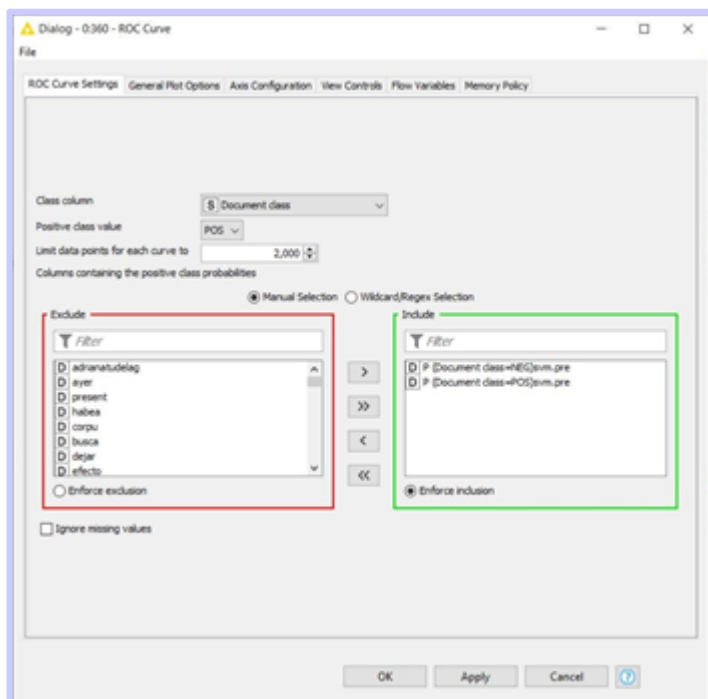 Dialog - 0:360 - ROC Curve
File
ROC Curve Settings General Plot Options Axis Configuration View Controls Flow Variables Memory Policy
Class column S Document class
Positive class value POS
Limit data points for each curve to 2,000
Columns containing the positive class probabilities
Manual Selection Wildcard/Regex Selection
Exclude Include
Filter Filter
D adrianatudelag > D P (Document class=NEG)svm.pre
D ayer D P (Document class=POS)svm.pre
D present
D habea >>
D corpu
D busca <
D dejar
D efecto <<
Enforce exclusion Enforce inclusion
Ignore missing values
OK Apply Cancel ?